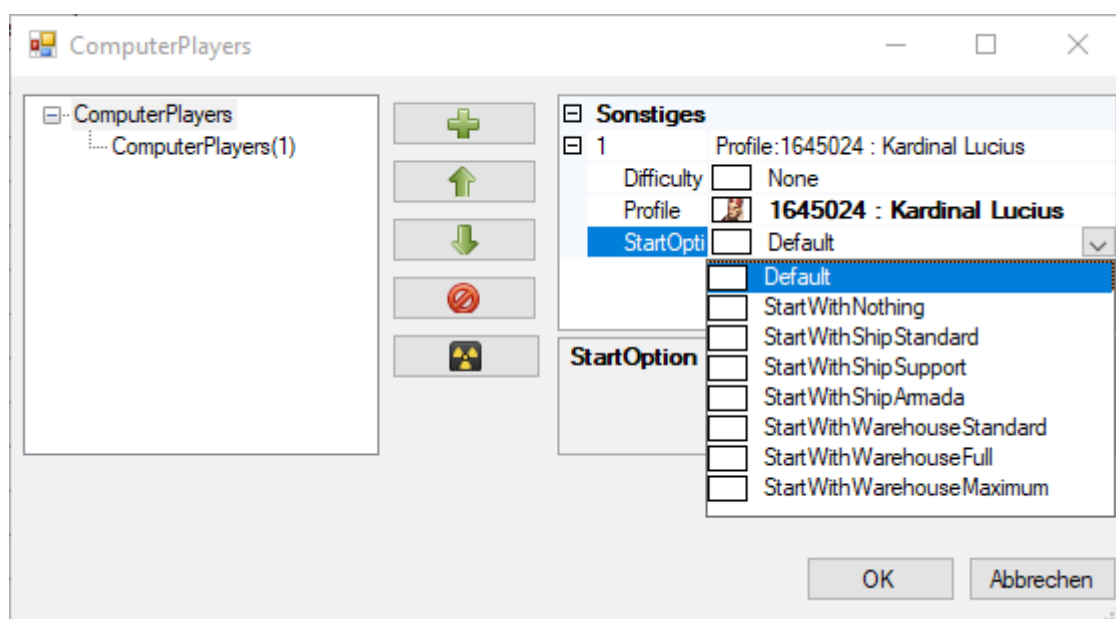 ComputerPlayers
ComputerPlayers
ComputerPlayers(1)
Sonstiges
1 Profile:1645024 : Kardinal Lucius
Difficulty None
Profile 1645024 : Kardinal Lucius
StartOpti Default
Default
StartWithNothing
StartWithShipStandard
StartWithShipSupport
StartWithShipArmada
StartWithWarehouseStandard
StartWithWarehouseFull
StartWithWarehouseMaximum
StartOption
OK Abbrechen